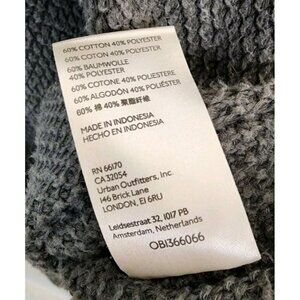 60% COTTON 40% POLYESTER
60% COTON 40% POLYESTER
60% BAUMWOLLE
40% POLYESTER
60% COTONE 40% POLIESTERE
60% ALGODÓN 40% POLIÉSTER
60% 棉 40% 聚酯纤维
MADE IN INDONESIA
HECHO EN INDONESIA
RN 66170
CA 32054
Urban Outfitters, Inc.
146 Brick Lane
LONDON, E1 6RU
Leidsestraat 32, 1017 PB
Amsterdam, Netherlands
OB1366066